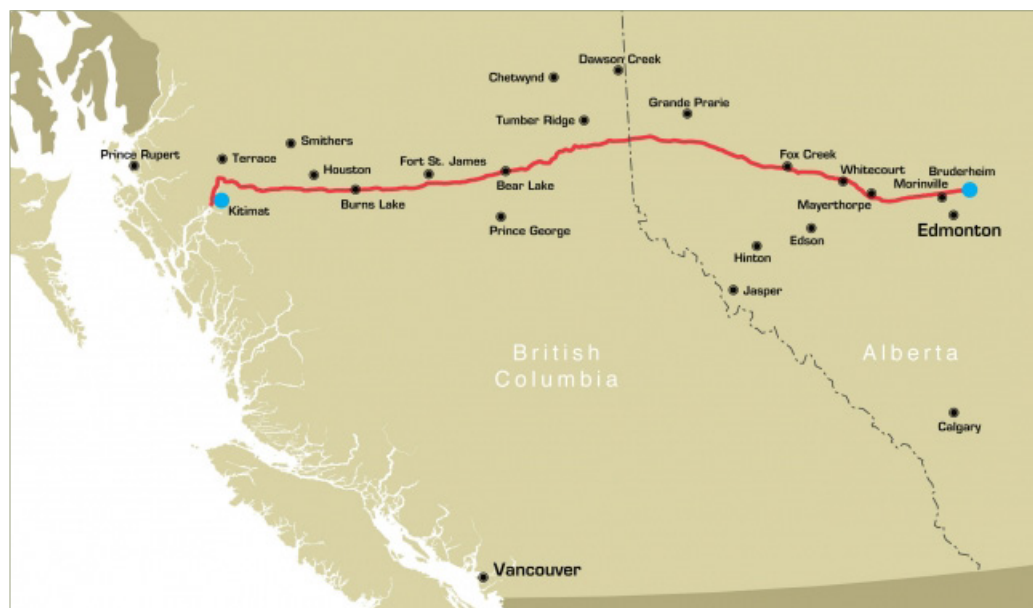 Dawson Creek
Chetwynd
Grande Prarie
Tumber Ridge
Smithers
Prince Rupert
Terrace
Houston
Fort St. James
Fox Creek
Whitecourt
Bruderheim
Bear Lake
Morinville
Kitimat
Burns Lake
Mayerthorpe
Prince George
Edson
Edmonton
Hinton
Jasper
British
Columbia
Alberta
Calgary
Vancouver